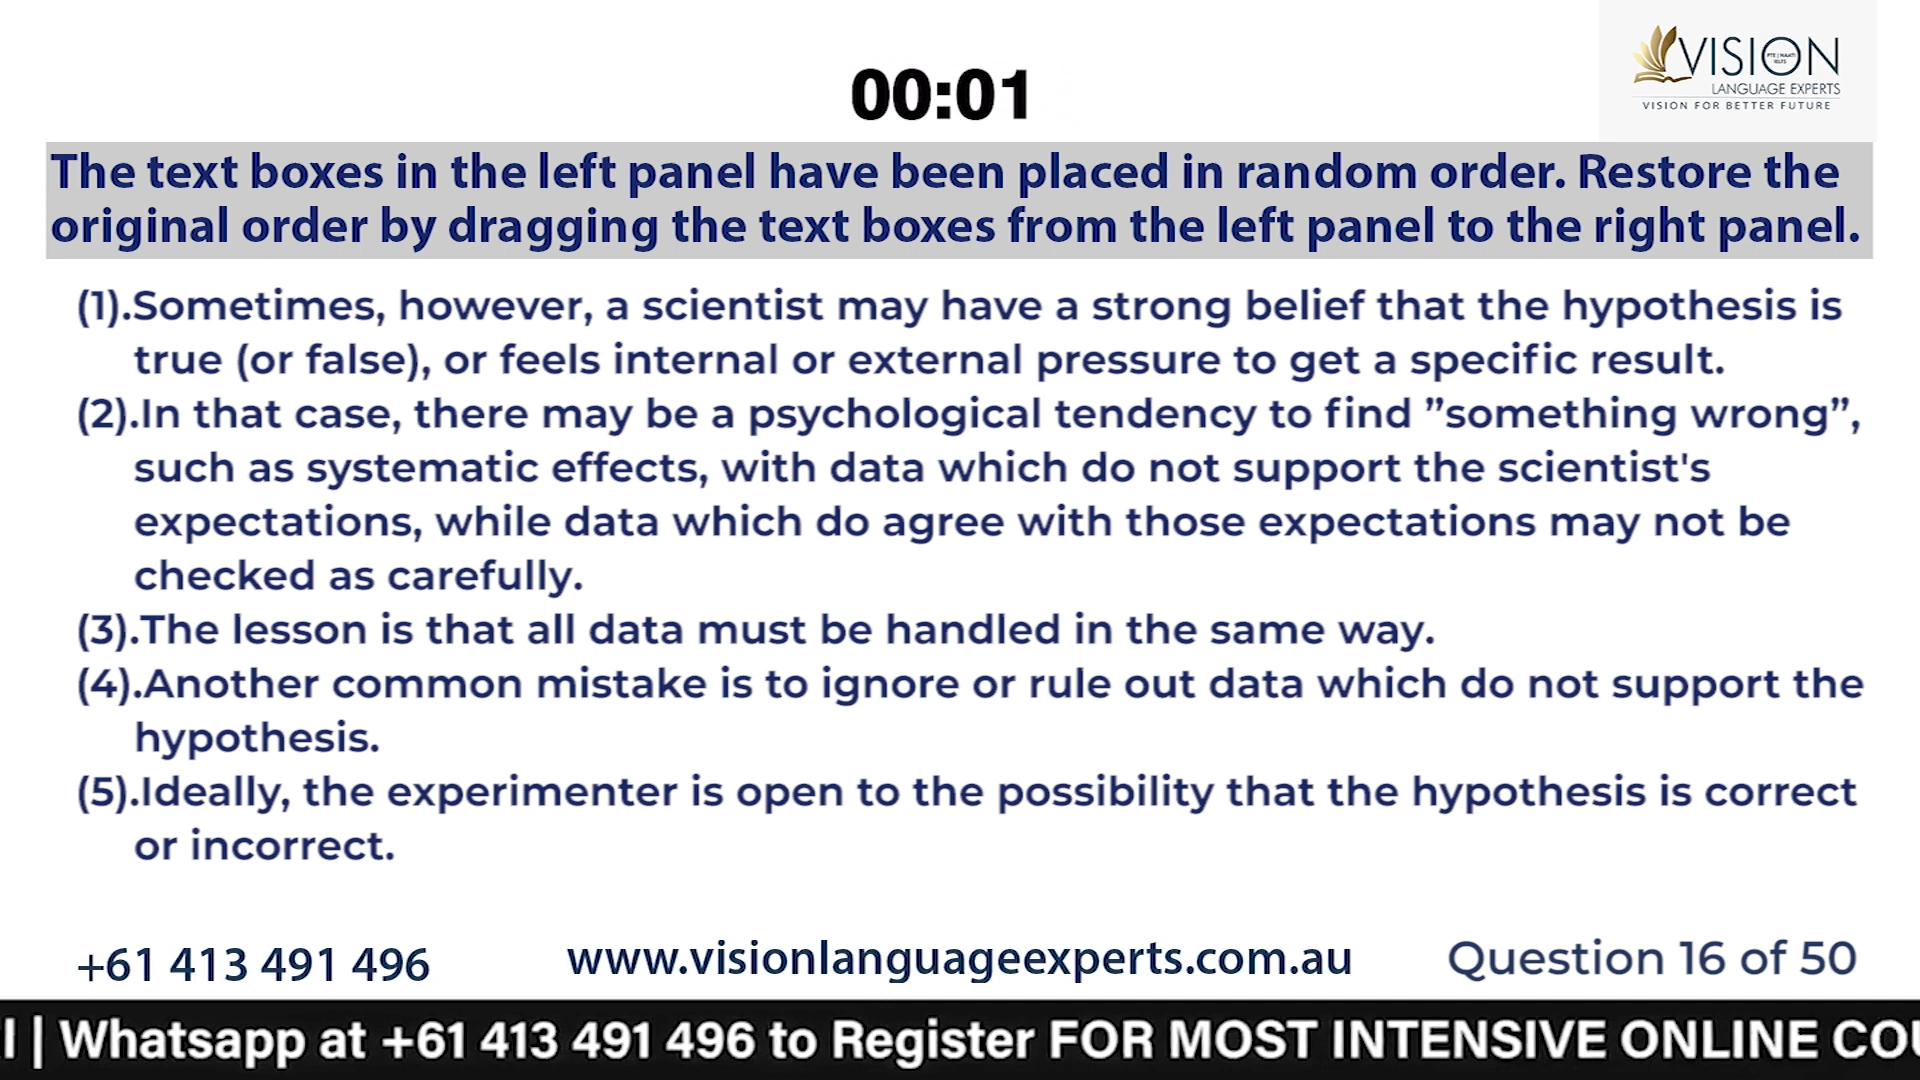 VISION
PTE | NAATI
IELTS
LANGUAGE EXPERTS
VISION FOR BETTER FUTURE
00:01
The text boxes in the left panel have been placed in random order. Restore the
original order by dragging the text boxes from the left panel to the right panel.
(1).Sometimes, however, a scientist may have a strong belief that the hypothesis is
true (or false), or feels internal or external pressure to get a specific result.
(2).In that case, there may be a psychological tendency to find ”something wrong”,
such as systematic effects, with data which do not support the scientist's
expectations, while data which do agree with those expectations may not be
checked as carefully.
(3).The lesson is that all data must be handled in the same way.
(4).Another common mistake is to ignore or rule out data which do not support the
hypothesis.
(5).Ideally, the experimenter is open to the possibility that the hypothesis is correct
or incorrect.
+61 413 491 496
www.visionlanguageexperts.com.au
Question 16 of 50
l | Whatsapp at +61 413 491 496 to Register FOR MOST INTENSIVE ONLINE COU